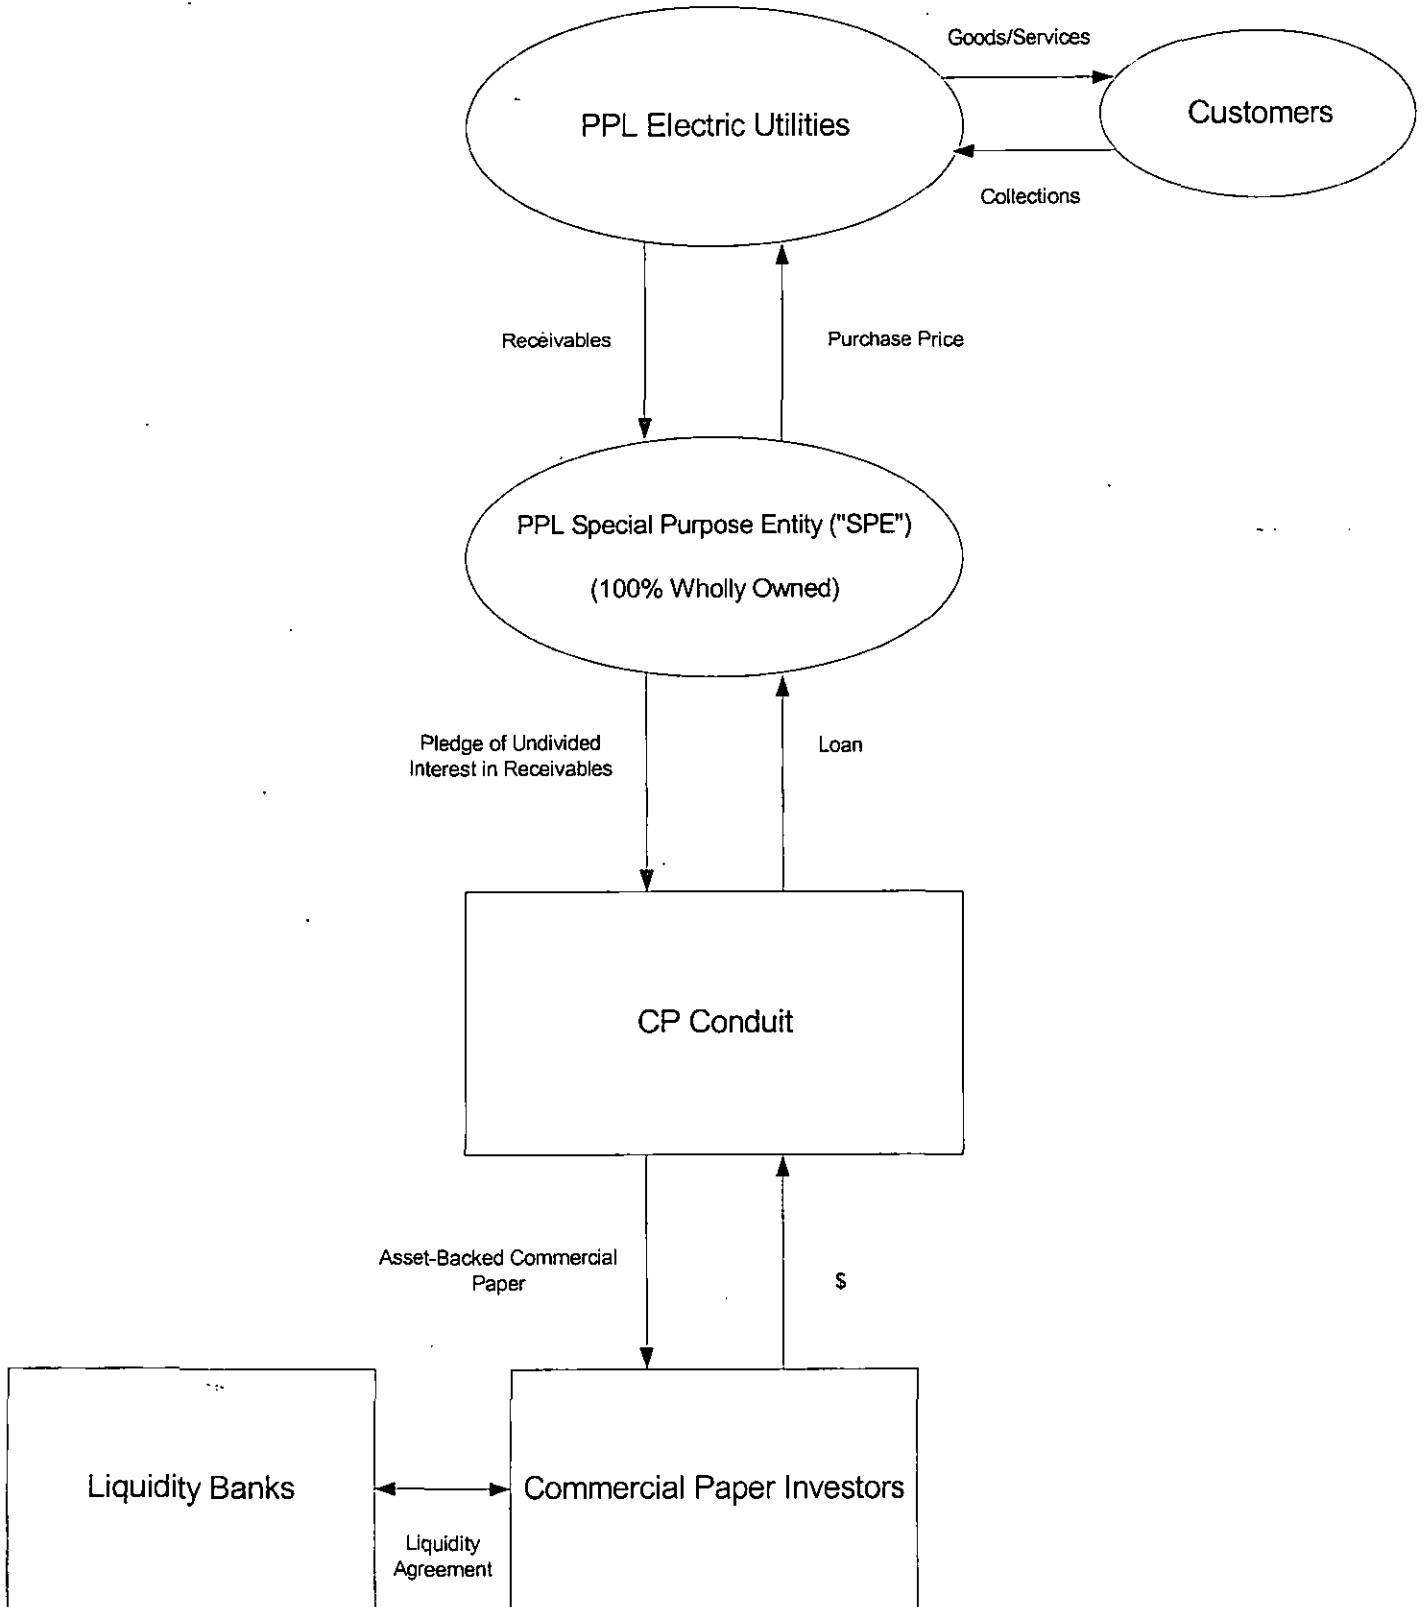 Goods/Services
PPL Electric Utilities
Customers
Collections
Receivables
Purchase Price
PPL Special Purpose Entity ("SPE")
(100% Wholly Owned)
Pledge of Undivided
Interest in Receivables
Loan
CP Conduit
Asset-Backed Commercial
Paper
$
Liquidity Banks
Commercial Paper Investors
Liquidity
Agreement